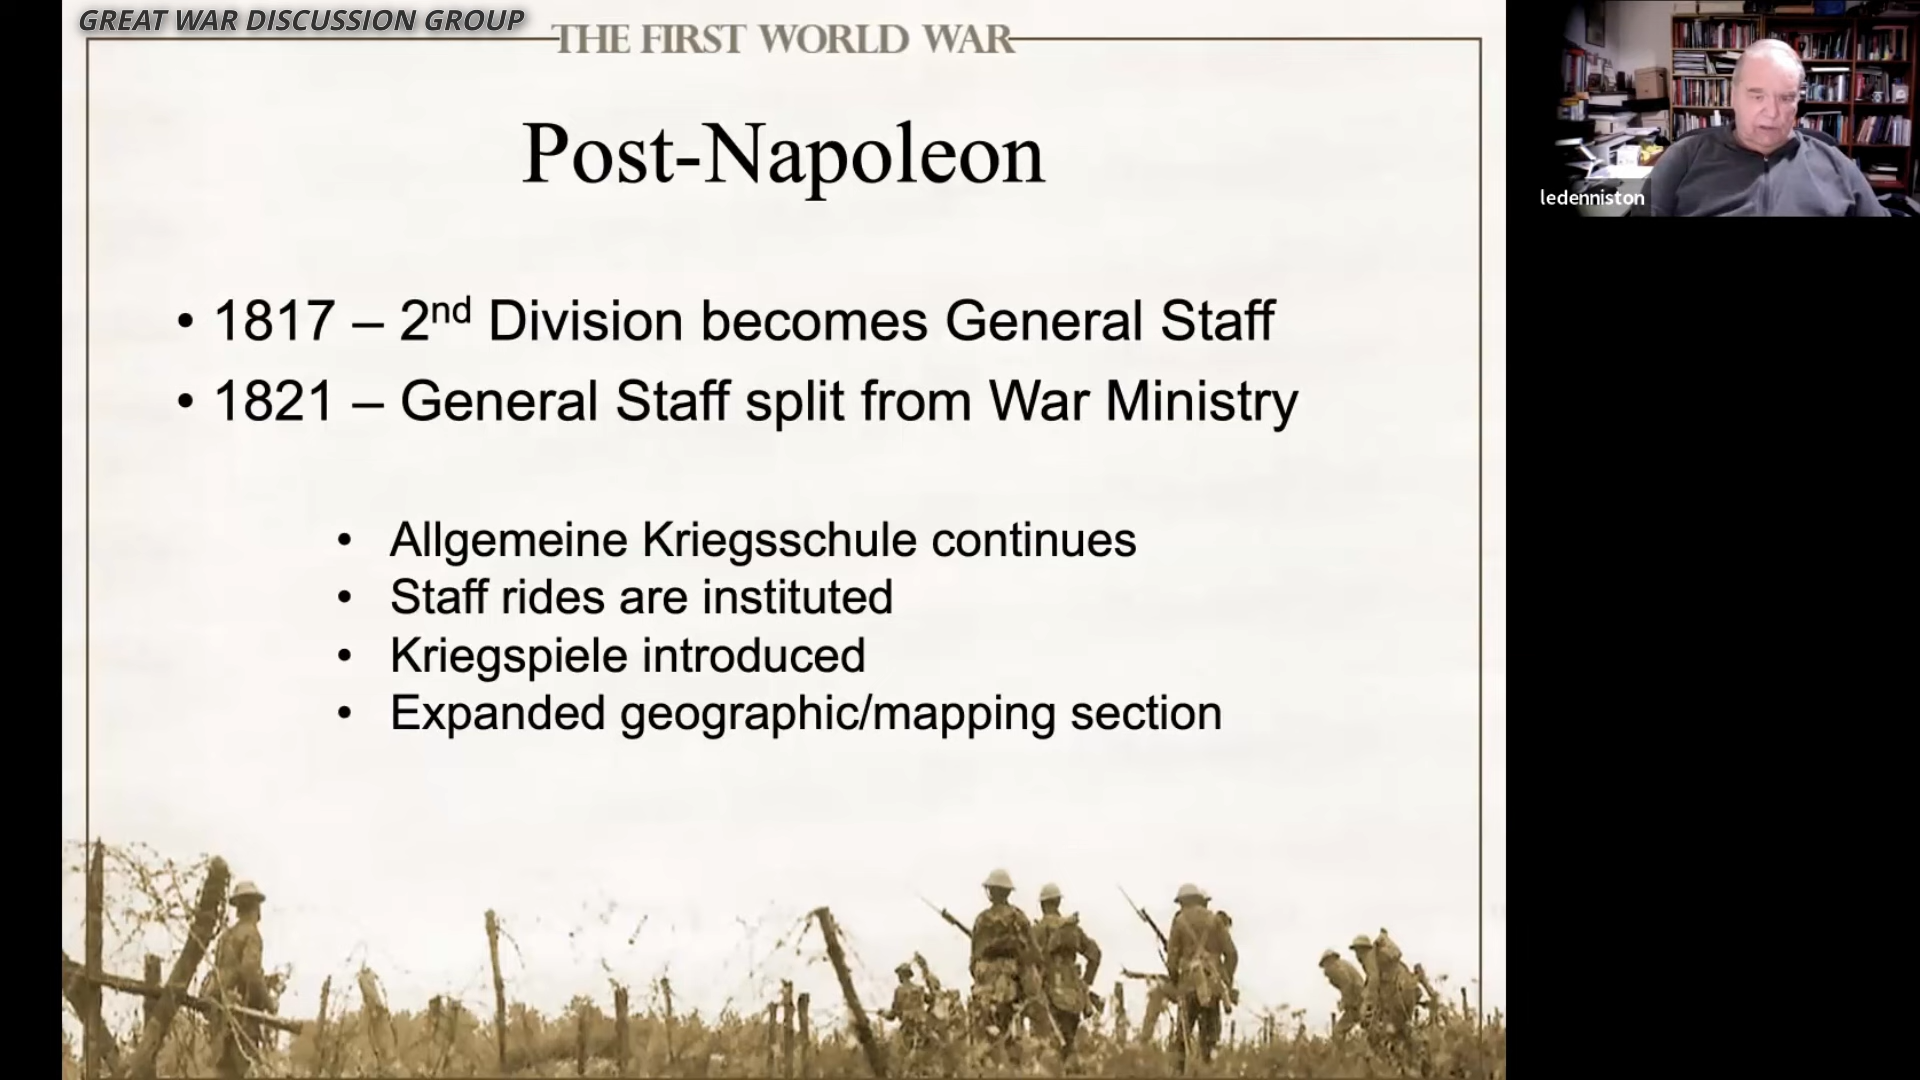 GREAT WAR DISCUSSION GROUP
THE FIRST WORLD WAR
Post-Napoleon
• 1817 – 2nd Division becomes General Staff
• 1821 – General Staff split from War Ministry
• Allgemeine Kriegsschule continues
• Staff rides are instituted
• Kriegspiele introduced
• Expanded geographic/mapping section
ledenniston